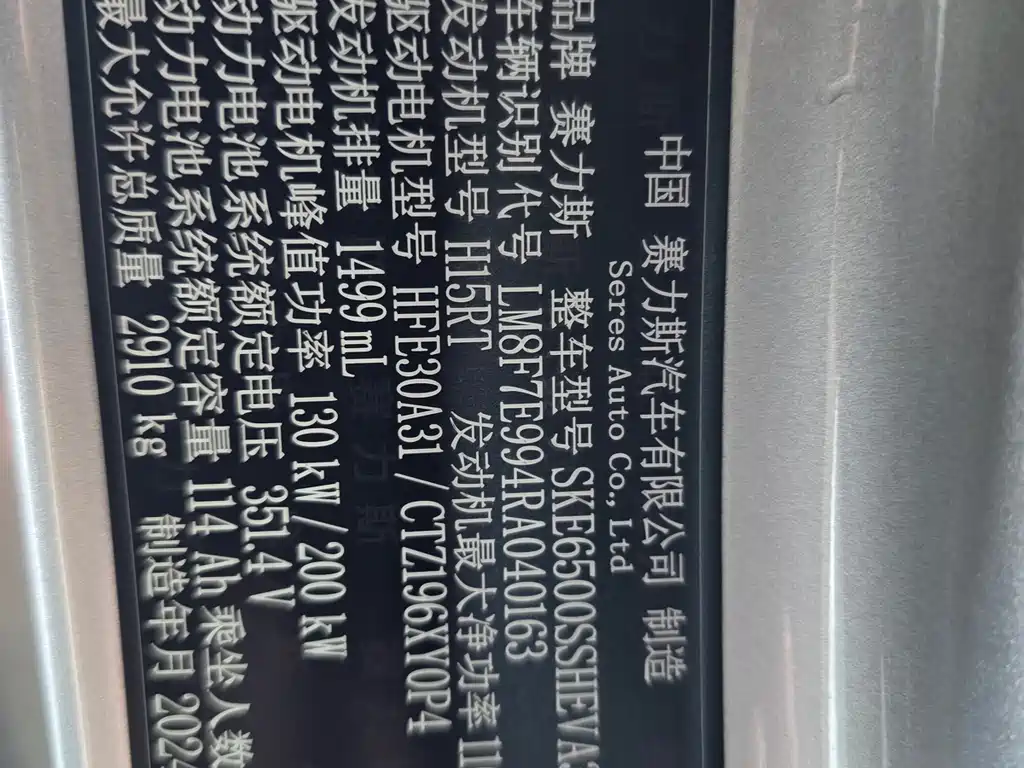 中国 赛力斯汽车有限公司 制造
Seres Auto Co., Ltd
品牌 赛力斯 整车型号 SKE6500SSHEVA
车辆识别代号 LM8F7E994RA040163
发动机型号 H15RT 发动机最大净功率 11
驱动电机型号 HFE30A31 / CTZ196XY0P4
发动机排量 1499 mL
驱动电机峰值功率 130 kW / 200 kW
动力电池系统额定电压 351.4 V
动力电池系统额定容量 114 Ah 乘坐人数
最大允许总质量 2910 kg 制造年月 202